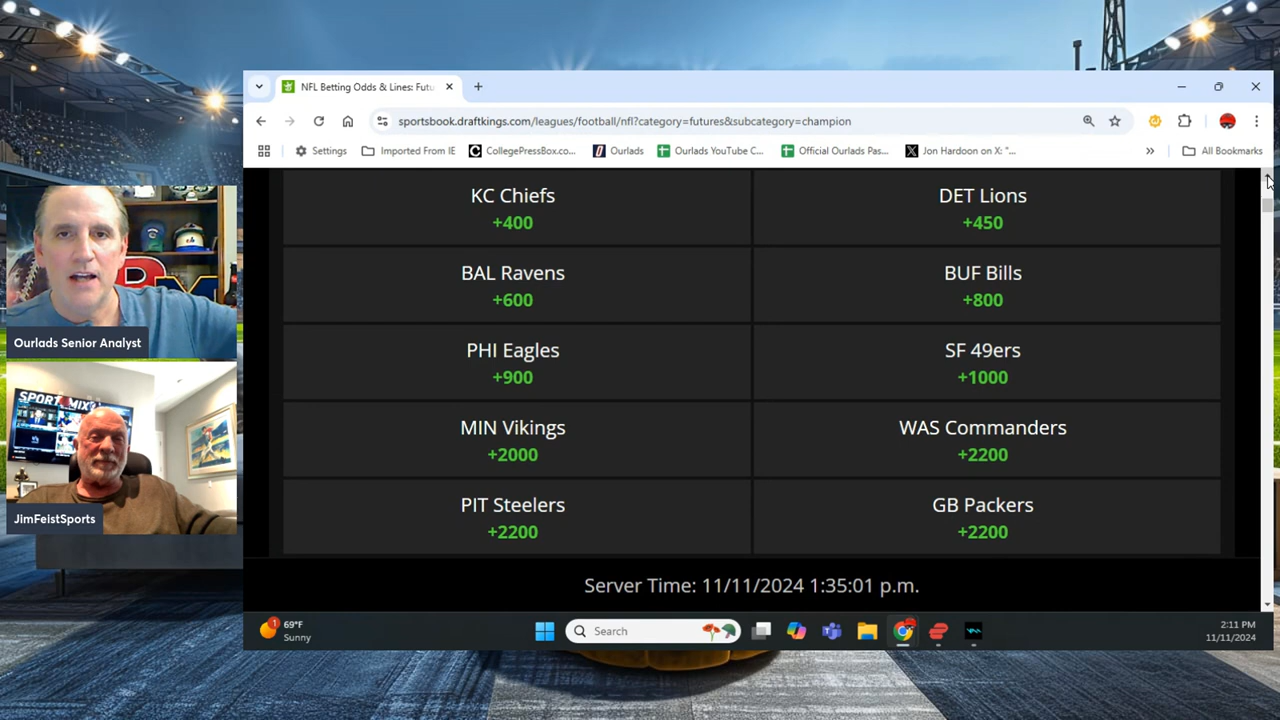 NFL Betting Odds & Lines: Futu
sportsbook.draftkings.com/leagues/football/nfl?category=futures&subcategory=champion
Settings
Imported From IE
CollegePressBox.co...
Ourlads
Ourlads YouTube C...
Official Ourlads Pas...
Jon Hardoon on X: "...
»
All Bookmarks
KC Chiefs
+400
DET Lions
+450
BAL Ravens
+600
BUF Bills
+800
PHI Eagles
+900
SF 49ers
+1000
MIN Vikings
+2000
WAS Commanders
+2200
PIT Steelers
+2200
GB Packers
+2200
Server Time: 11/11/2024 1:35:01 p.m.
Ourlads Senior Analyst
SPORT MIX
JimFeistSports
1
69°F
Sunny
Search
2:11 PM
11/11/2024